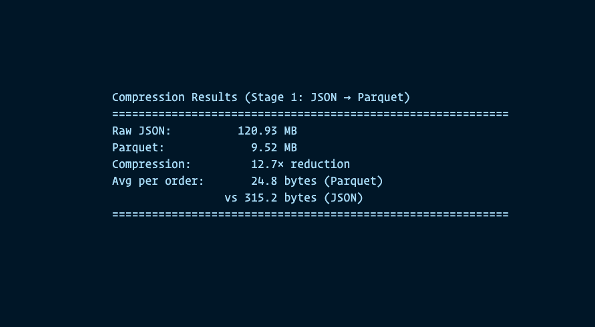 Compression Results (Stage 1: JSON → Parquet)
============================================================
Raw JSON:          120.93 MB
Parquet:             9.52 MB
Compression:         12.7× reduction
Avg per order:       24.8 bytes (Parquet)
                 vs 315.2 bytes (JSON)
============================================================